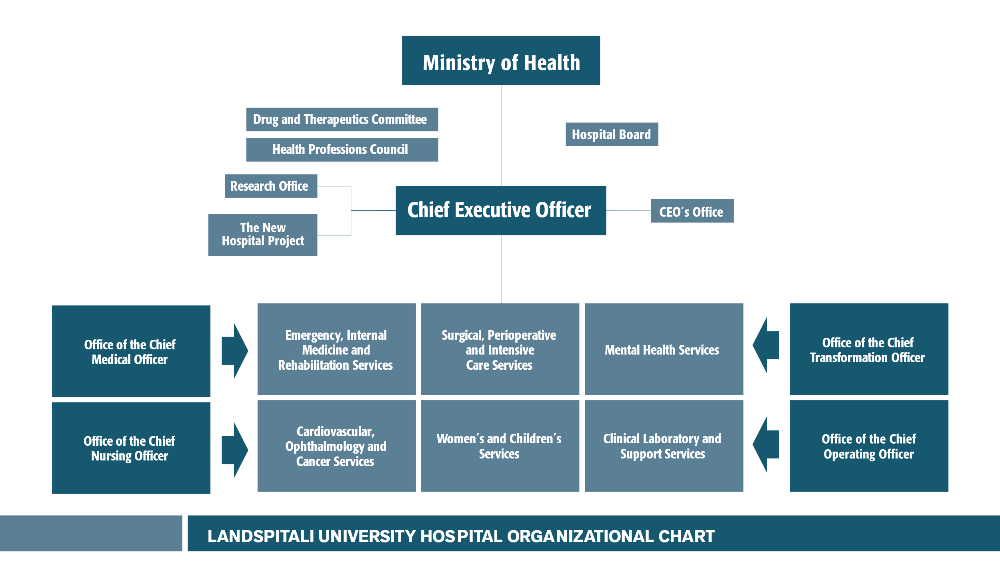 Ministry of Health
Drug and Therapeutics Committee
Hospital Board
Health Professions Council
Research Office
Chief Executive Officer
CEO´s Office
The New
Hospital Project
Office of the Chief
Medical Officer
Emergency, Internal
Medicine and
Rehabilitation Services
Surgical, Perioperative
and Intensive
Care Services
Mental Health Services
Office of the Chief
Transformation Officer
Office of the Chief
Nursing Officer
Cardiovascular,
Ophthalmology and
Cancer Services
Women´s and Children´s
Services
Clinical Laboratory and
Support Services
Office of the Chief
Operating Officer
LANDSPITALI UNIVERSITY HOSPITAL ORGANIZATIONAL CHART